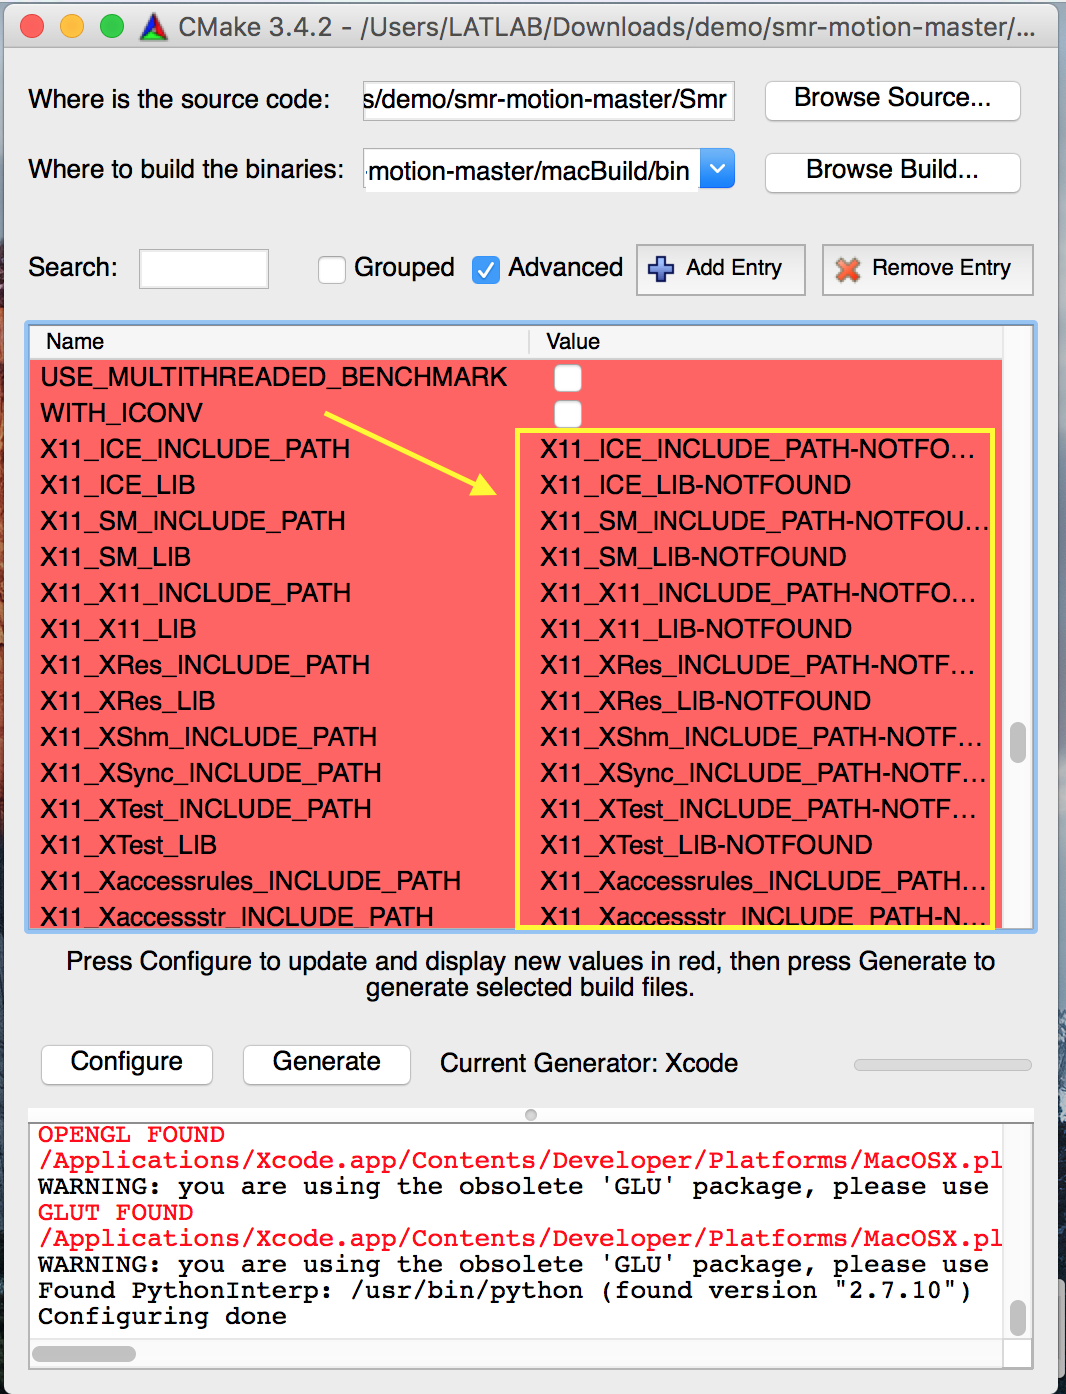 CMake 3.4.2 - /Users/LATLAB/Downloads/demo/smr-motion-master/...
Where is the source code: s/demo/smr-motion-master/Smr Browse Source...
Where to build the binaries: -motion-master/macBuild/bin Browse Build...
Search: Grouped Advanced Add Entry Remove Entry
Name Value
USE_MULTITHREADED_BENCHMARK
WITH_ICONV
X11_ICE_INCLUDE_PATH X11_ICE_INCLUDE_PATH-NOTFO...
X11_ICE_LIB X11_ICE_LIB-NOTFOUND
X11_SM_INCLUDE_PATH X11_SM_INCLUDE_PATH-NOTFOU...
X11_SM_LIB X11_SM_LIB-NOTFOUND
X11_X11_INCLUDE_PATH X11_X11_INCLUDE_PATH-NOTFO...
X11_X11_LIB X11_X11_LIB-NOTFOUND
X11_XRes_INCLUDE_PATH X11_XRes_INCLUDE_PATH-NOTF...
X11_XRes_LIB X11_XRes_LIB-NOTFOUND
X11_XShm_INCLUDE_PATH X11_XShm_INCLUDE_PATH-NOTF...
X11_XSync_INCLUDE_PATH X11_XSync_INCLUDE_PATH-NOTF...
X11_XTest_INCLUDE_PATH X11_XTest_INCLUDE_PATH-NOTF...
X11_XTest_LIB X11_XTest_LIB-NOTFOUND
X11_Xaccessrules_INCLUDE_PATH X11_Xaccessrules_INCLUDE_PATH...
X11_Xaccessstr_INCLUDE_PATH X11_Xaccessstr_INCLUDE_PATH-N...
Press Configure to update and display new values in red, then press Generate to
generate selected build files.
Configure Generate Current Generator: Xcode
OPENGL FOUND
/Applications/Xcode.app/Contents/Developer/Platforms/MacOSX.pl
WARNING: you are using the obsolete 'GLU' package, please use
GLUT FOUND
/Applications/Xcode.app/Contents/Developer/Platforms/MacOSX.pl
WARNING: you are using the obsolete 'GLU' package, please use
Found PythonInterp: /usr/bin/python (found version "2.7.10")
Configuring done